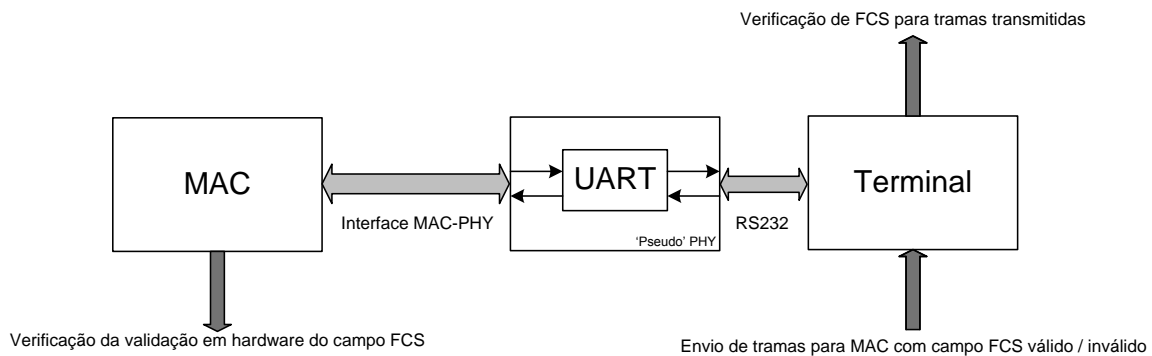 Verificação de FCS para tramas transmitidas
MAC
UART
Terminal
Interface MAC-PHY
RS232
'Pseudo' PHY
Verificação da validação em hardware do campo FCS
Envio de tramas para MAC com campo FCS válido / inválido